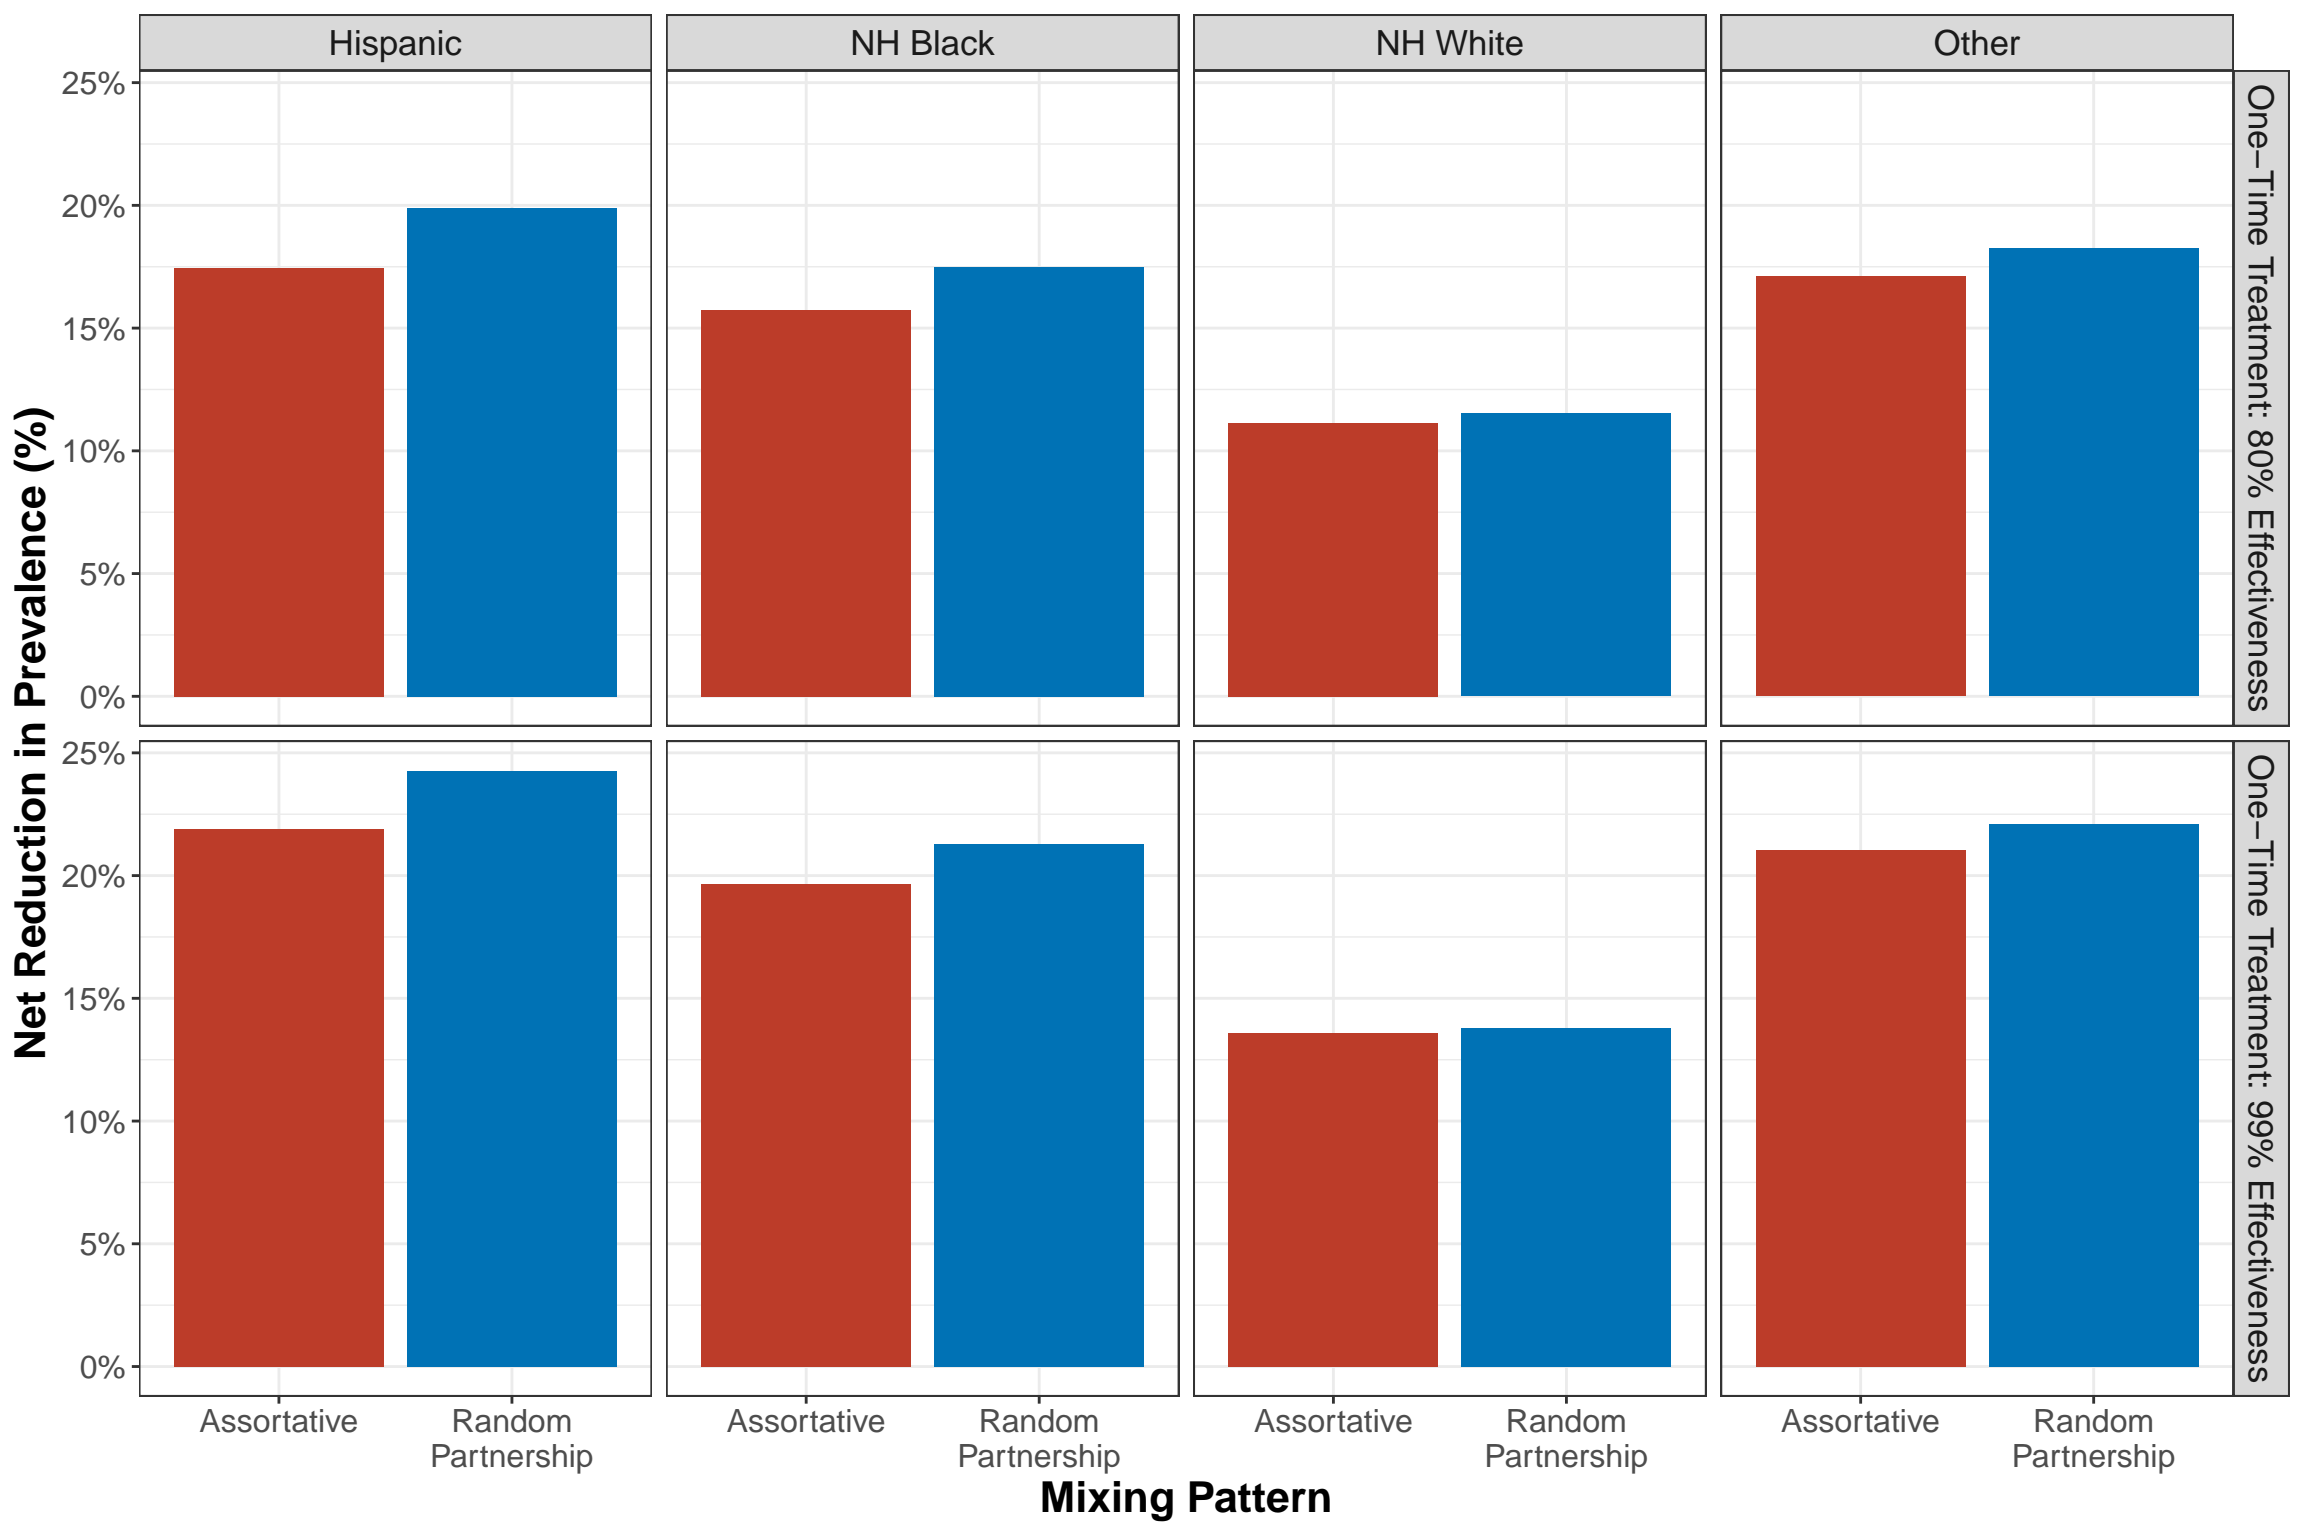 Hispanic
NH Black
NH White
Other
25%
20%
15%
10%
5%
0%
One−Time Treatment: 80% Effectiveness
25%
20%
15%
10%
5%
0%
One−Time Treatment: 99% Effectiveness
Net Reduction in Prevalence (%)
Assortative
Random
Partnership
Assortative
Random
Partnership
Assortative
Random
Partnership
Assortative
Random
Partnership
Mixing Pattern